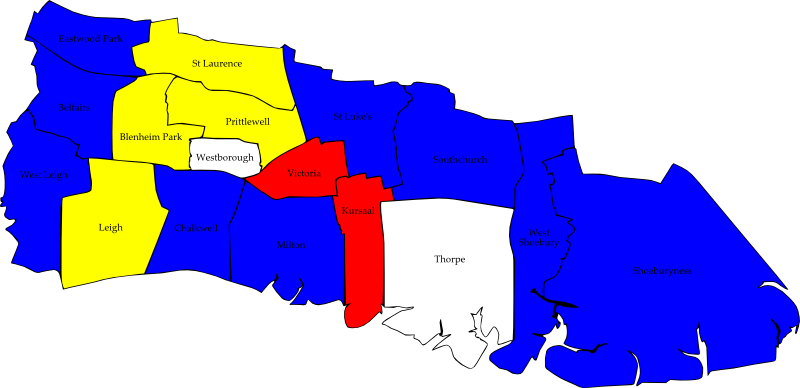 Eastwood Park
St Laurence
Belfairs
Prittlewell
St Luke's
Blenheim Park
Westborough
Southchurch
West Leigh
Victoria
Kursaal
Leigh
Chalkwell
Milton
West
Shoebury
Thorpe
Shoeburyness